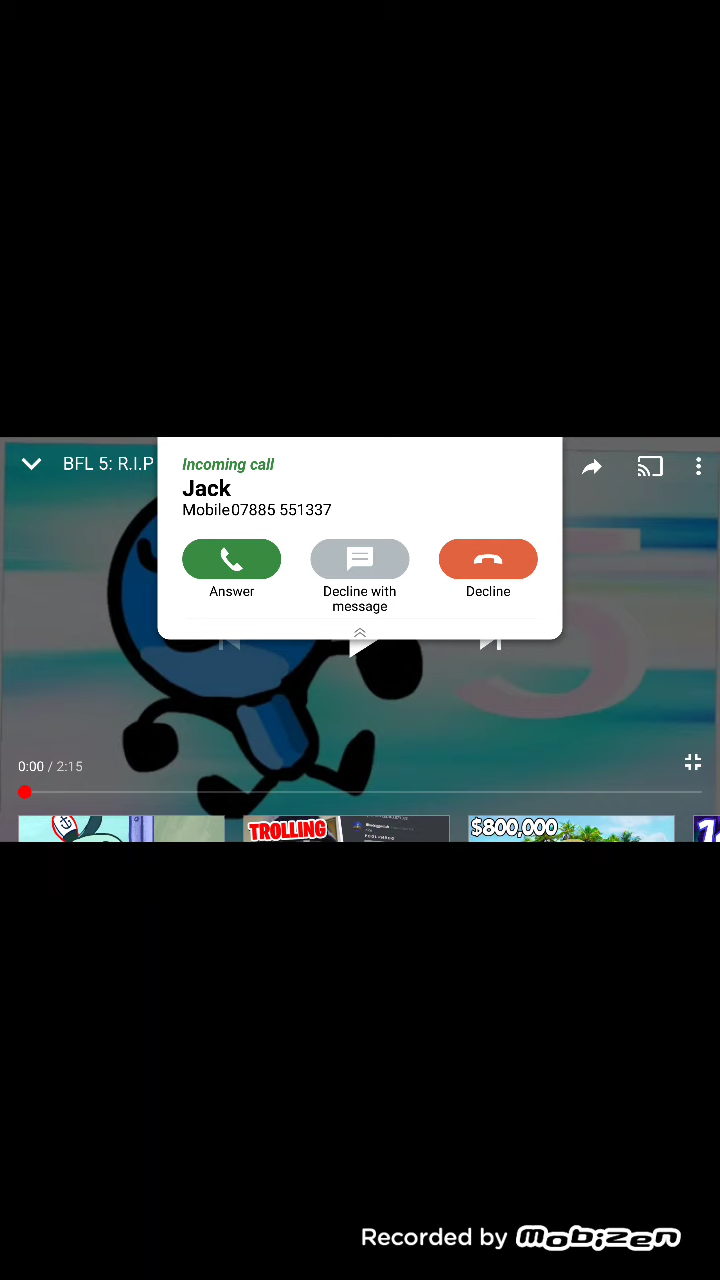 BFL 5: R.I.P
Incoming call
Jack
Mobile07885 551337
Answer
Decline with
message
Decline
0:00 / 2:15
TROLLING
$800,000
Recorded by mobizen